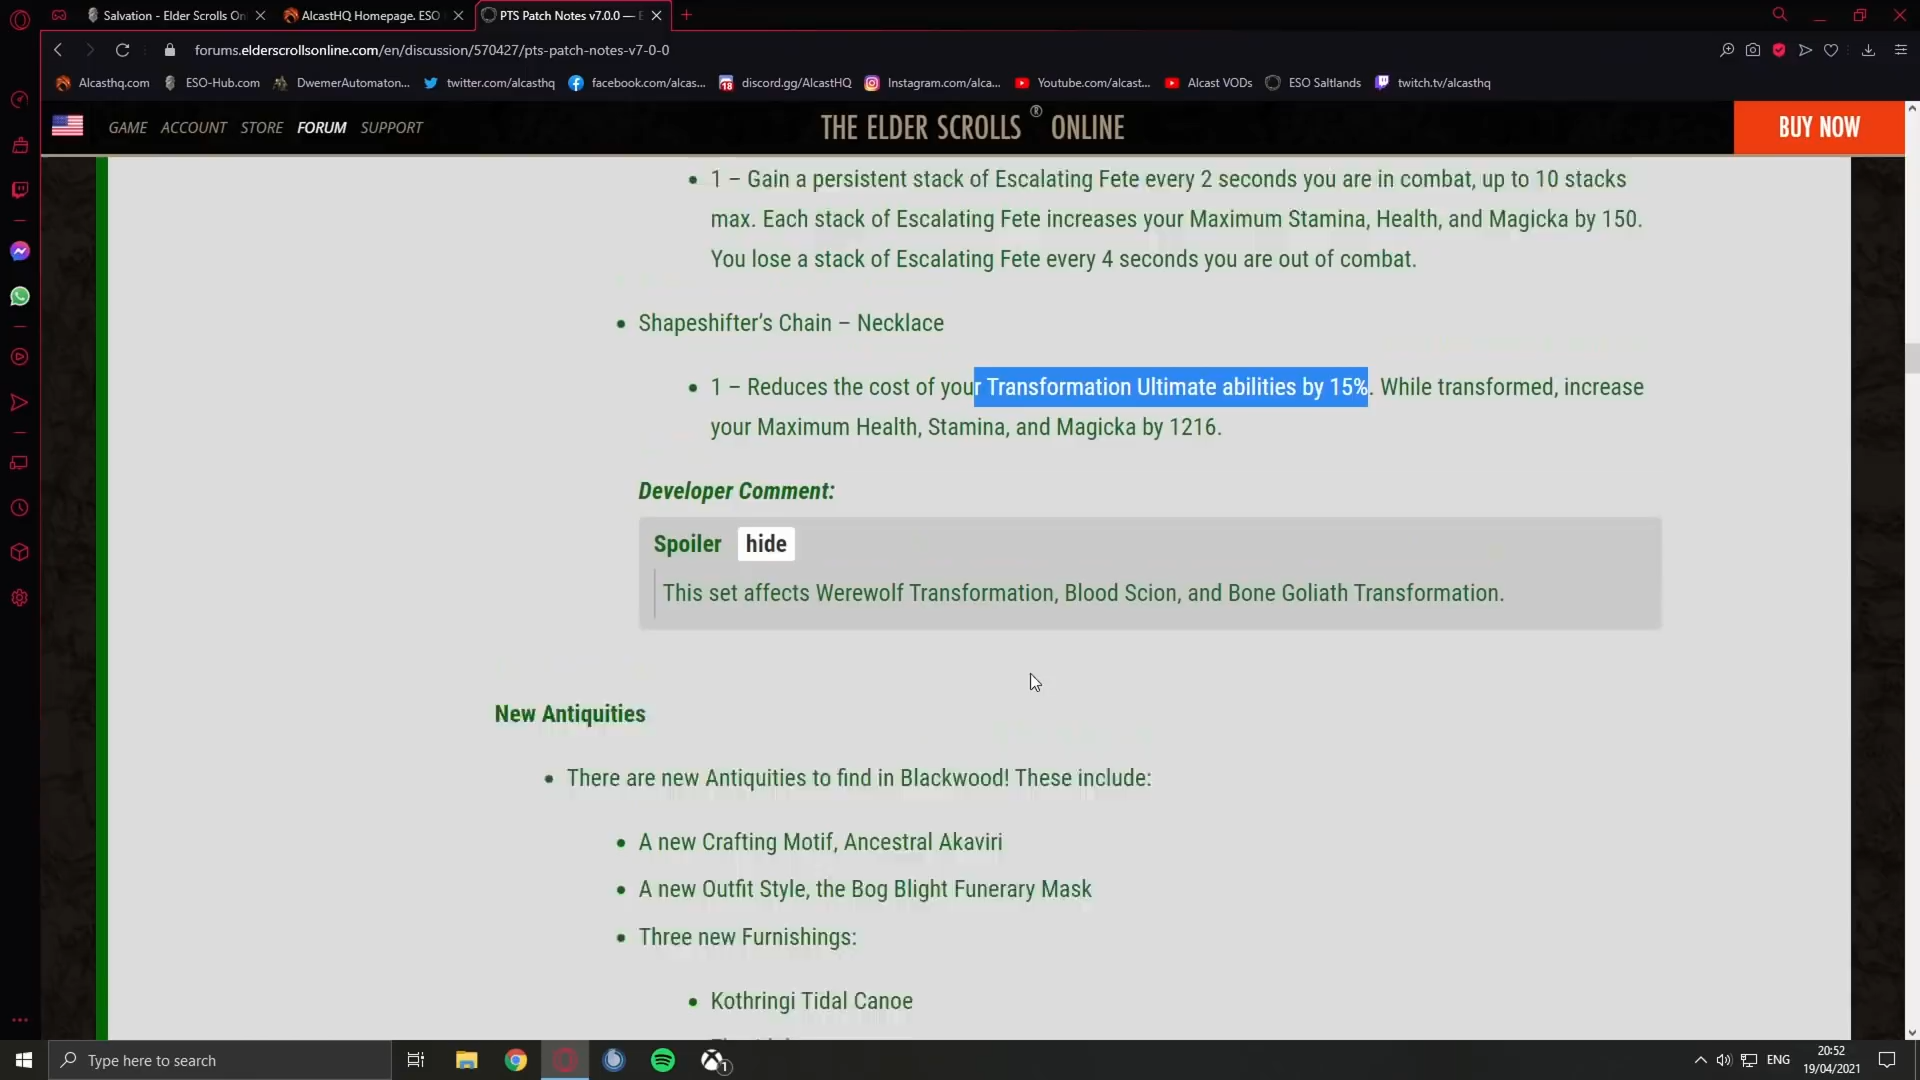 Salvation - Elder Scrolls On
AlcastHQ Homepage. ESO
PTS Patch Notes v7.0.0 — E
forums.elderscrollsonline.com/en/discussion/570427/pts-patch-notes-v7-0-0
Alcasthq.com ESO-Hub.com DwemerAutomaton... twitter.com/alcasthq facebook.com/alcas... 18 discord.gg/AlcastHQ Instagram.com/alca... Youtube.com/alcast... Alcast VODs ESO Saltlands twitch.tv/alcasthq
GAME ACCOUNT STORE FORUM SUPPORT
THE ELDER SCROLLS ® ONLINE
BUY NOW
• 1 – Gain a persistent stack of Escalating Fete every 2 seconds you are in combat, up to 10 stacks
max. Each stack of Escalating Fete increases your Maximum Stamina, Health, and Magicka by 150.
You lose a stack of Escalating Fete every 4 seconds you are out of combat.
• Shapeshifter's Chain – Necklace
• 1 – Reduces the cost of your Transformation Ultimate abilities by 15%. While transformed, increase
your Maximum Health, Stamina, and Magicka by 1216.
Developer Comment:
Spoiler hide
This set affects Werewolf Transformation, Blood Scion, and Bone Goliath Transformation.
New Antiquities
• There are new Antiquities to find in Blackwood! These include:
• A new Crafting Motif, Ancestral Akaviri
• A new Outfit Style, the Bog Blight Funerary Mask
• Three new Furnishings:
• Kothringi Tidal Canoe
Type here to search
1
ENG
20:52
19/04/2021